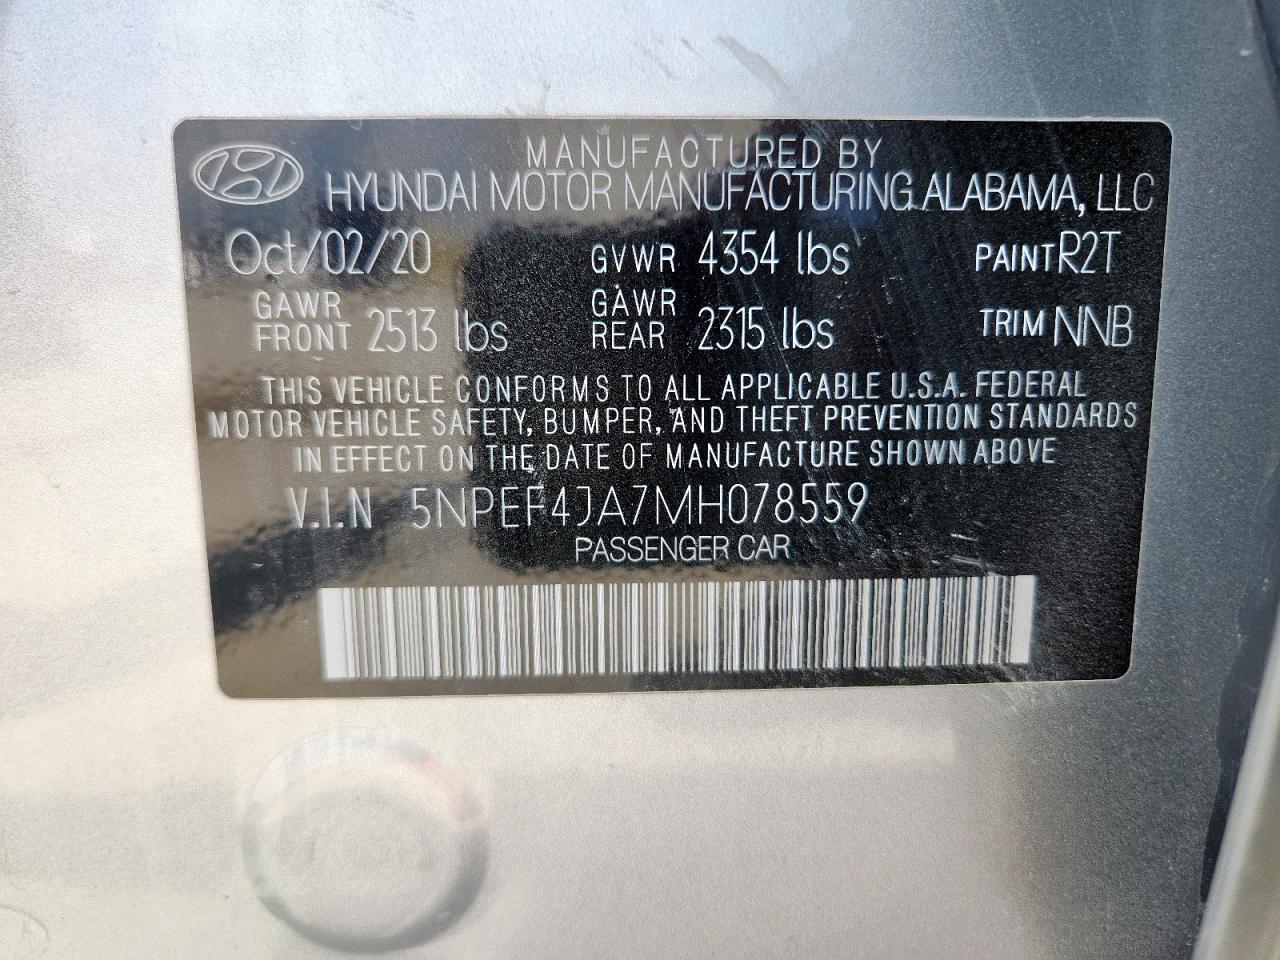 MANUFACTURED BY
HYUNDAI MOTOR MANUFACTURING ALABAMA, LLC
Oct/02/20 GVWR 4354 lbs PAINT R2T
GAWR FRONT 2513 lbs GAWR REAR 2315 lbs TRIM NNB
THIS VEHICLE CONFORMS TO ALL APPLICABLE U.S.A. FEDERAL
MOTOR VEHICLE SAFETY, BUMPER, AND THEFT PREVENTION STANDARDS
IN EFFECT ON THE DATE OF MANUFACTURE SHOWN ABOVE
V.I.N 5NPEF4JA7MH078559
PASSENGER CAR